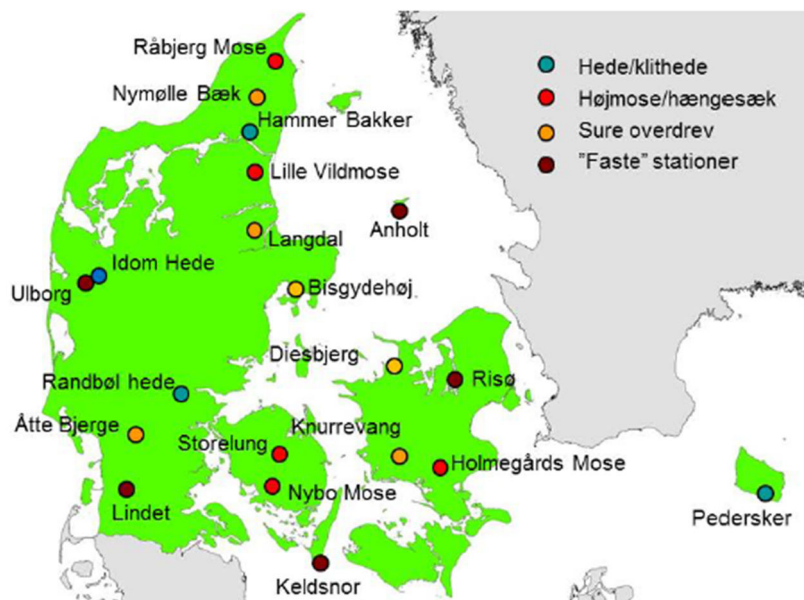 Råbjerg Mose
Nymølle Bæk
Hammer Bakker
Lille Vildmose
Langdal
Anholt
Idom Hede
Ulborg
Bisgydehøj
Diesbjerg
Risø
Randbøl hede
Åtte Bjerge
Knurrevang
Storelung
Holmegårds Mose
Nybo Mose
Lindet
Pedersker
Keldsnor
Hede/klithede
Højmose/hængesæk
Sure overdrev
"Faste" stationer